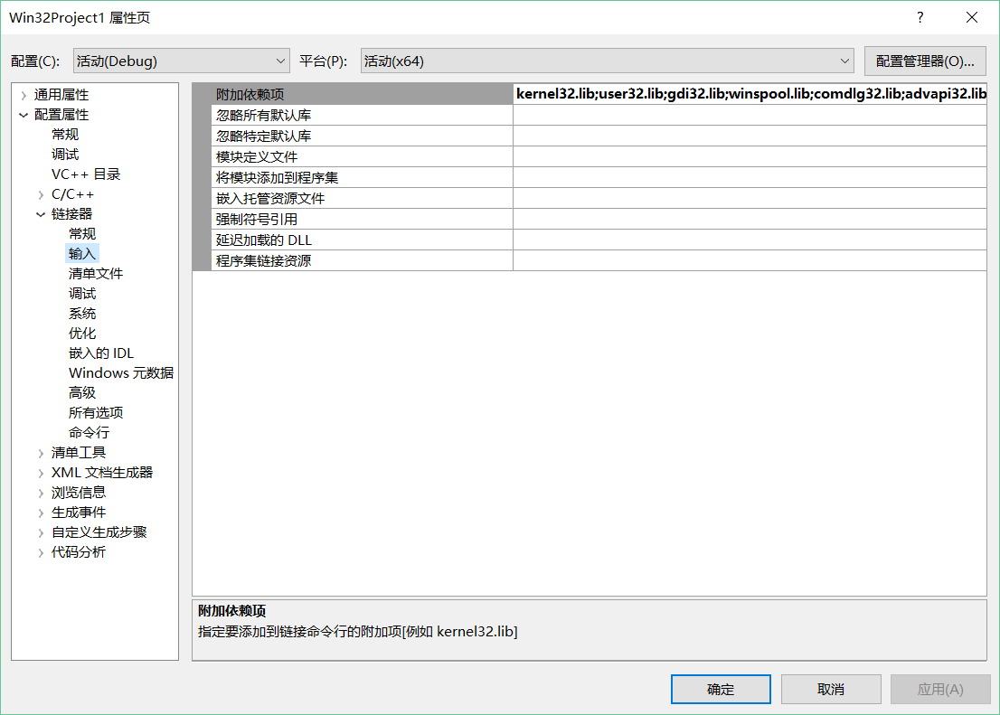 Win32Project1 属性页
?
配置(C): 活动(Debug) 平台(P): 活动(x64) 配置管理器(O)...
通用属性
配置属性
常规
调试
VC++ 目录
C/C++
链接器
常规
输入
清单文件
调试
系统
优化
嵌入的 IDL
Windows 元数据
高级
所有选项
命令行
清单工具
XML 文档生成器
浏览信息
生成事件
自定义生成步骤
代码分析
附加依赖项 kernel32.lib;user32.lib;gdi32.lib;winspool.lib;comdlg32.lib;advapi32.lib
忽略所有默认库
忽略特定默认库
模块定义文件
将模块添加到程序集
嵌入托管资源文件
强制符号引用
延迟加载的 DLL
程序集链接资源
附加依赖项
指定要添加到链接命令行的附加项[例如 kernel32.lib]
确定 取消 应用(A)